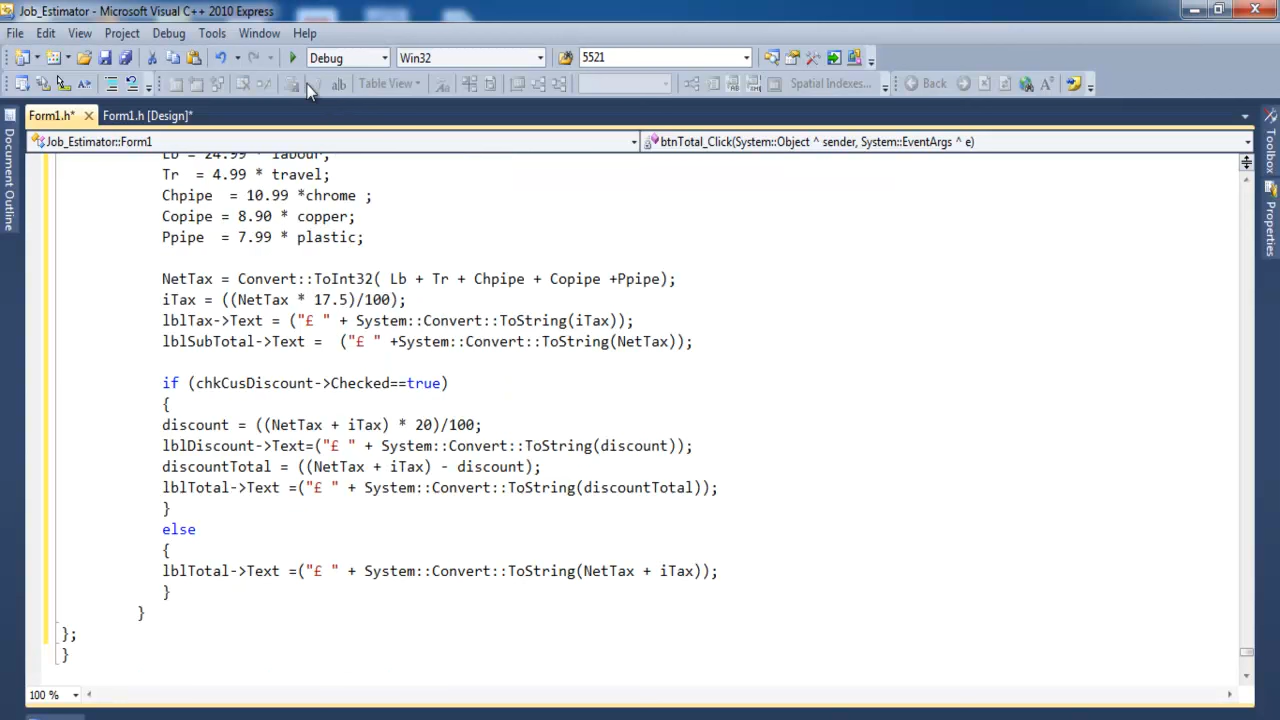 Job_Estimator - Microsoft Visual C++ 2010 Express
File Edit View Project Debug Tools Window Help
Debug Win32 5521
Table View Spatial Indexes... Back
Form1.h* Form1.h [Design]*
Job_Estimator::Form1 btnTotal_Click(System::Object ^ sender, System::EventArgs ^ e)
Document Outline
Toolbox
Properties
Lb = 24.99 * labour;
Tr  = 4.99 * travel;
Chpipe  = 10.99 *chrome ;
Copipe = 8.90 * copper;
Ppipe  = 7.99 * plastic;
NetTax = Convert::ToInt32( Lb + Tr + Chpipe + Copipe +Ppipe);
iTax = ((NetTax * 17.5)/100);
lblTax->Text = ("£ " + System::Convert::ToString(iTax));
lblSubTotal->Text =  ("£ " +System::Convert::ToString(NetTax));
if (chkCusDiscount->Checked==true)
{
discount = ((NetTax + iTax) * 20)/100;
lblDiscount->Text=("£ " + System::Convert::ToString(discount));
discountTotal = ((NetTax + iTax) - discount);
lblTotal->Text =("£ " + System::Convert::ToString(discountTotal));
}
else
{
lblTotal->Text =("£ " + System::Convert::ToString(NetTax + iTax));
}
}
};
}
100 %